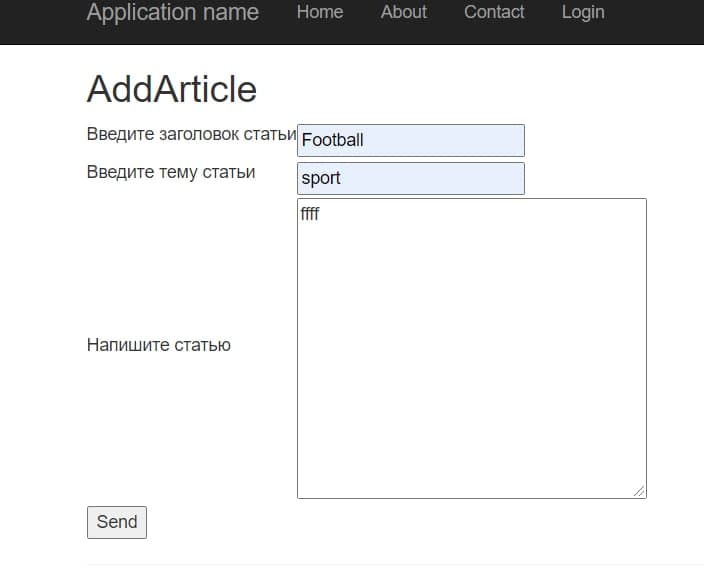 Application name Home About Contact Login
AddArticle
Введите заголовок статьи Football
Введите тему статьи sport
ffff
Напишите статью
Send